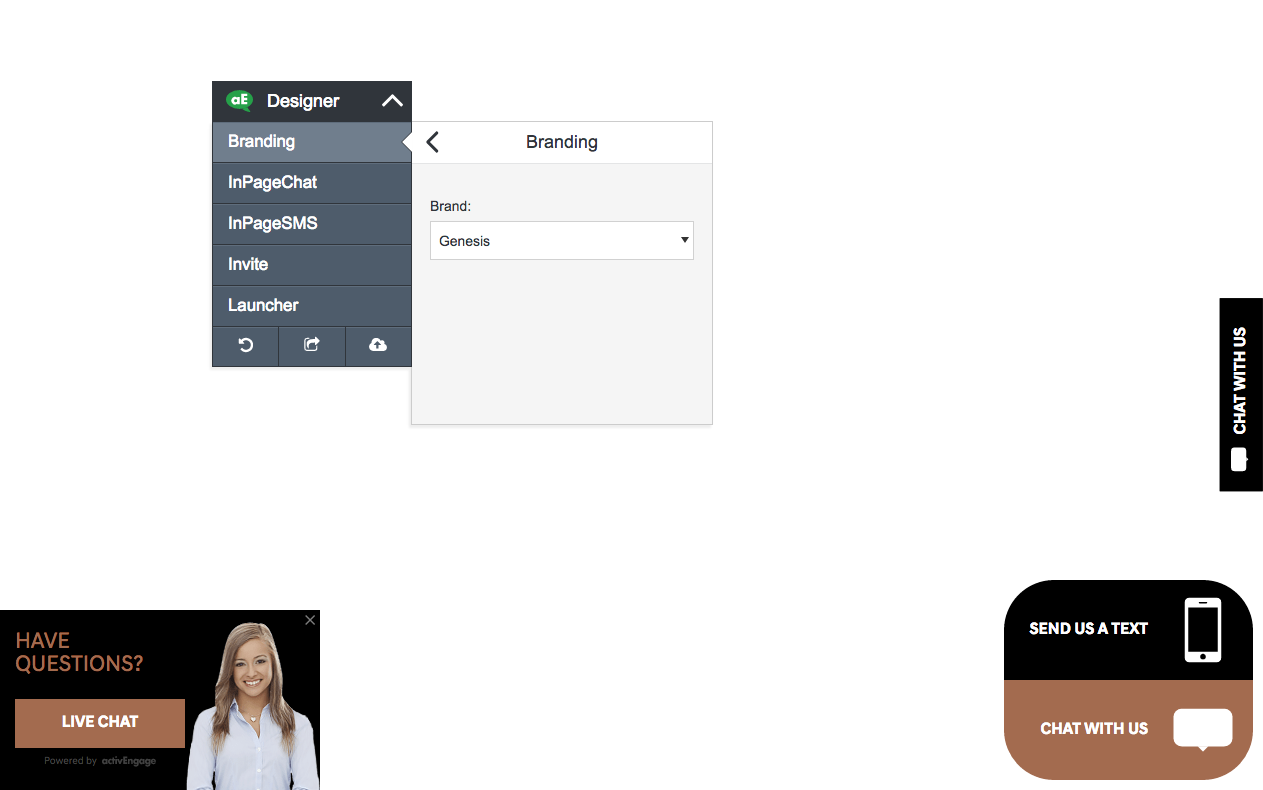 aE Designer
Branding
InPageChat
InPageSMS
Invite
Launcher
Branding
Brand:
Genesis
CHAT WITH US
HAVE
QUESTIONS?
LIVE CHAT
Powered by activEngage
SEND US A TEXT
CHAT WITH US